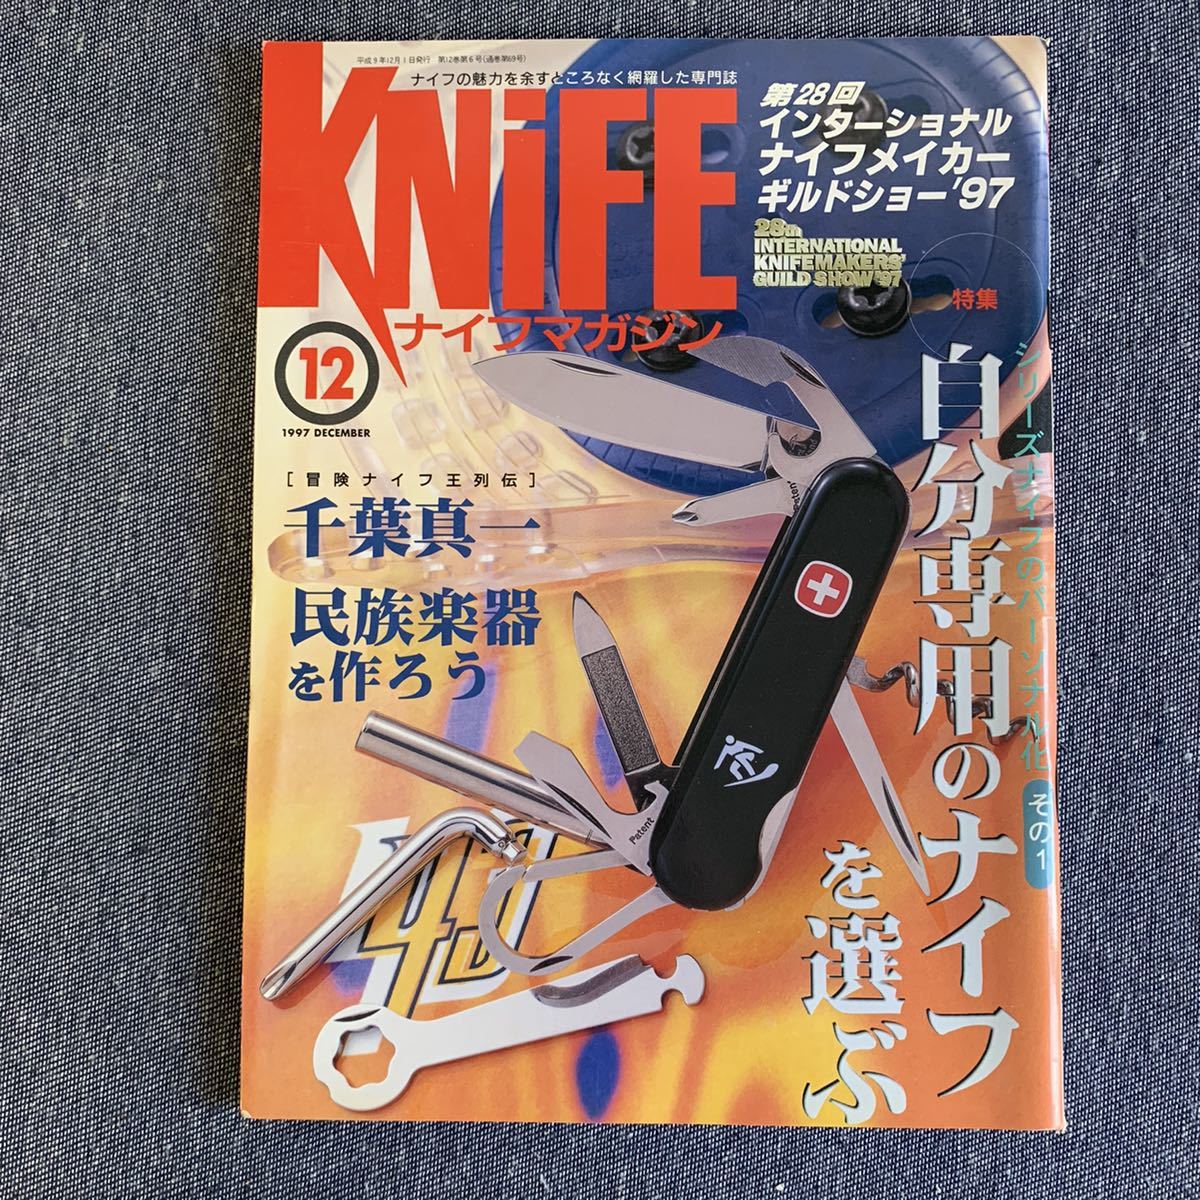 平成9年12月1日発行 第12巻第6号(通巻第69号)
ナイフの魅力を余すところなく網羅した専門誌
KNiFE
ナイフマガジン
第28回
インターショナル
ナイフメイカー
ギルドショー'97
28th
INTERNATIONAL
KNIFEMAKERS'
GUILD SHOW '97
12
1997 DECEMBER
特集
シリーズナイフのパーソナル化 その1
自分専用のナイフ
を選ぶ
[冒険ナイフ王列伝]
千葉真一
民族楽器
を作ろう
Patent
Patent